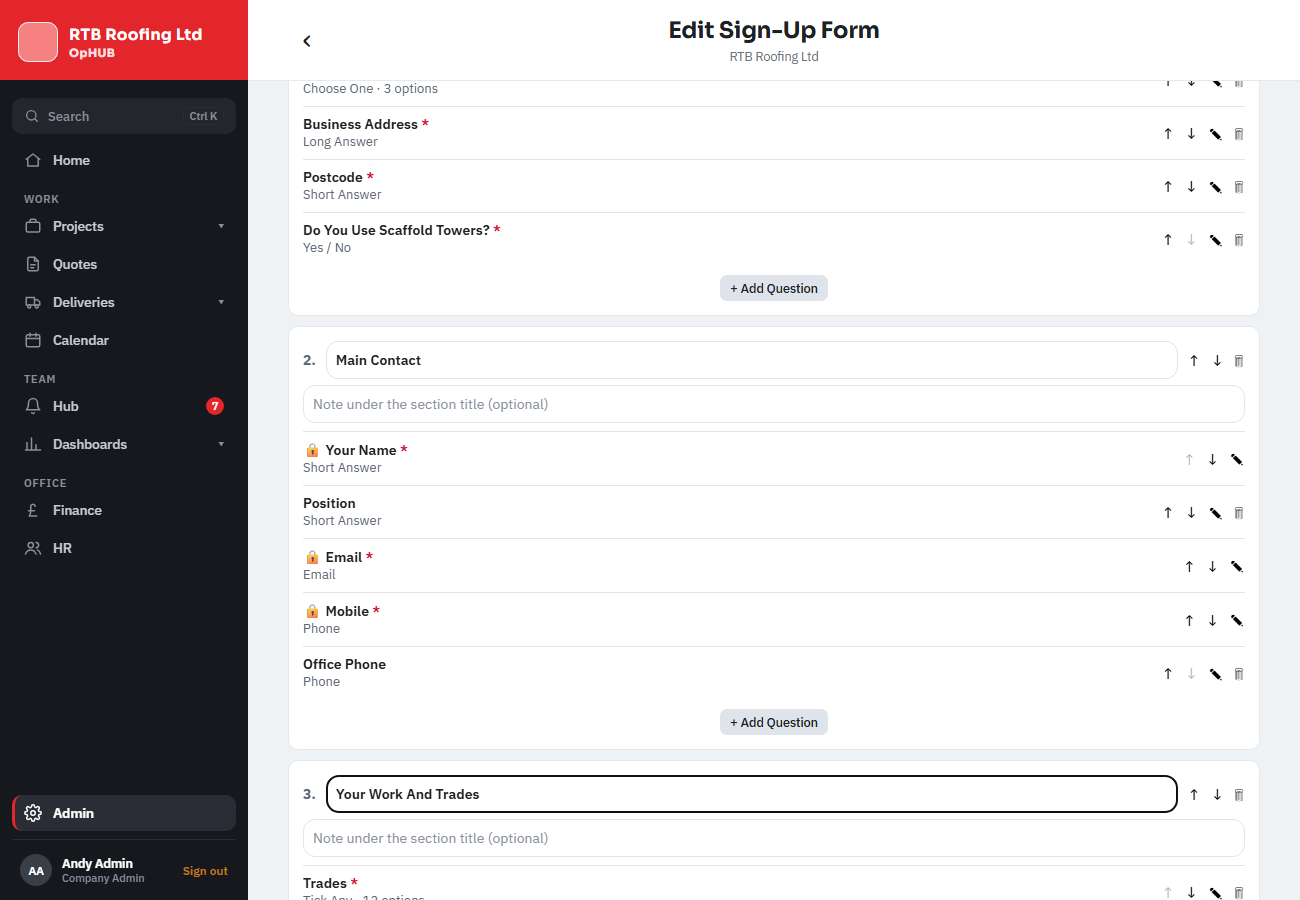 RTB Roofing Ltd
OpHUB
Search
Ctrl K
Home
WORK
Projects
Quotes
Deliveries
Calendar
TEAM
Hub
7
Dashboards
OFFICE
Finance
HR
Admin
AA
Andy Admin
Company Admin
Sign out
Edit Sign-Up Form
RTB Roofing Ltd
Choose One · 3 options
Business Address *
Long Answer
Postcode *
Short Answer
Do You Use Scaffold Towers? *
Yes / No
+ Add Question
2.
Main Contact
Note under the section title (optional)
Your Name *
Short Answer
Position
Short Answer
Email *
Email
Mobile *
Phone
Office Phone
Phone
+ Add Question
3.
Your Work And Trades
Note under the section title (optional)
Trades *
Tick Any · 12 options